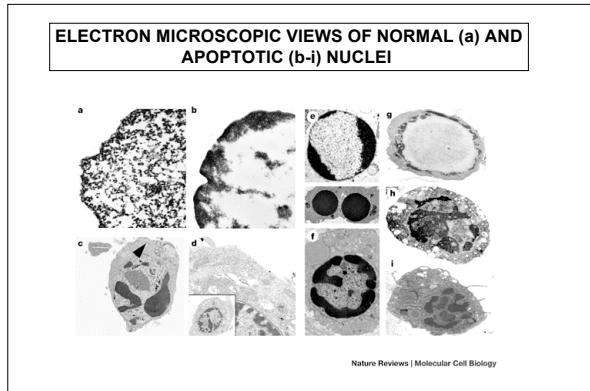 ELECTRON MICROSCOPIC VIEWS OF NORMAL (a) AND
APOPTOTIC (b-i) NUCLEI
a
b
e
g
h
c
d
f
i
Nature Reviews | Molecular Cell Biology